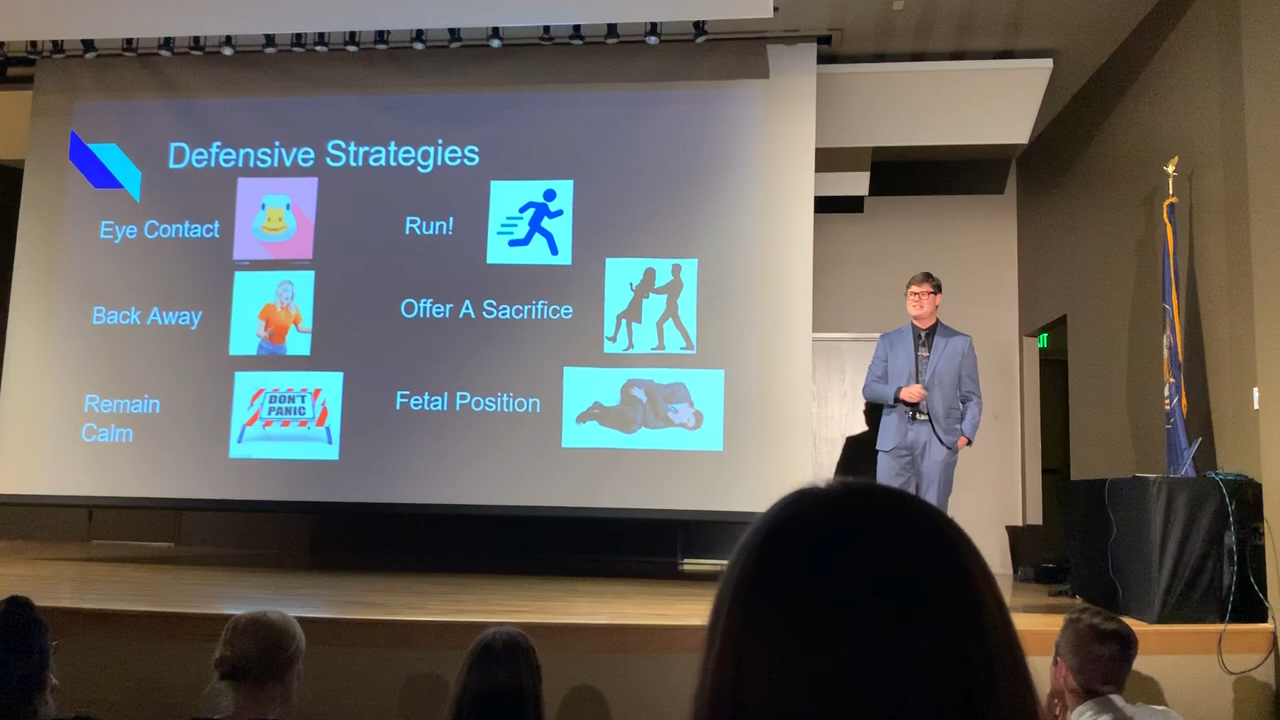 Defensive Strategies
Eye Contact
Run!
Back Away
Offer A Sacrifice
Remain
Calm
DON'T
PANIC
Fetal Position